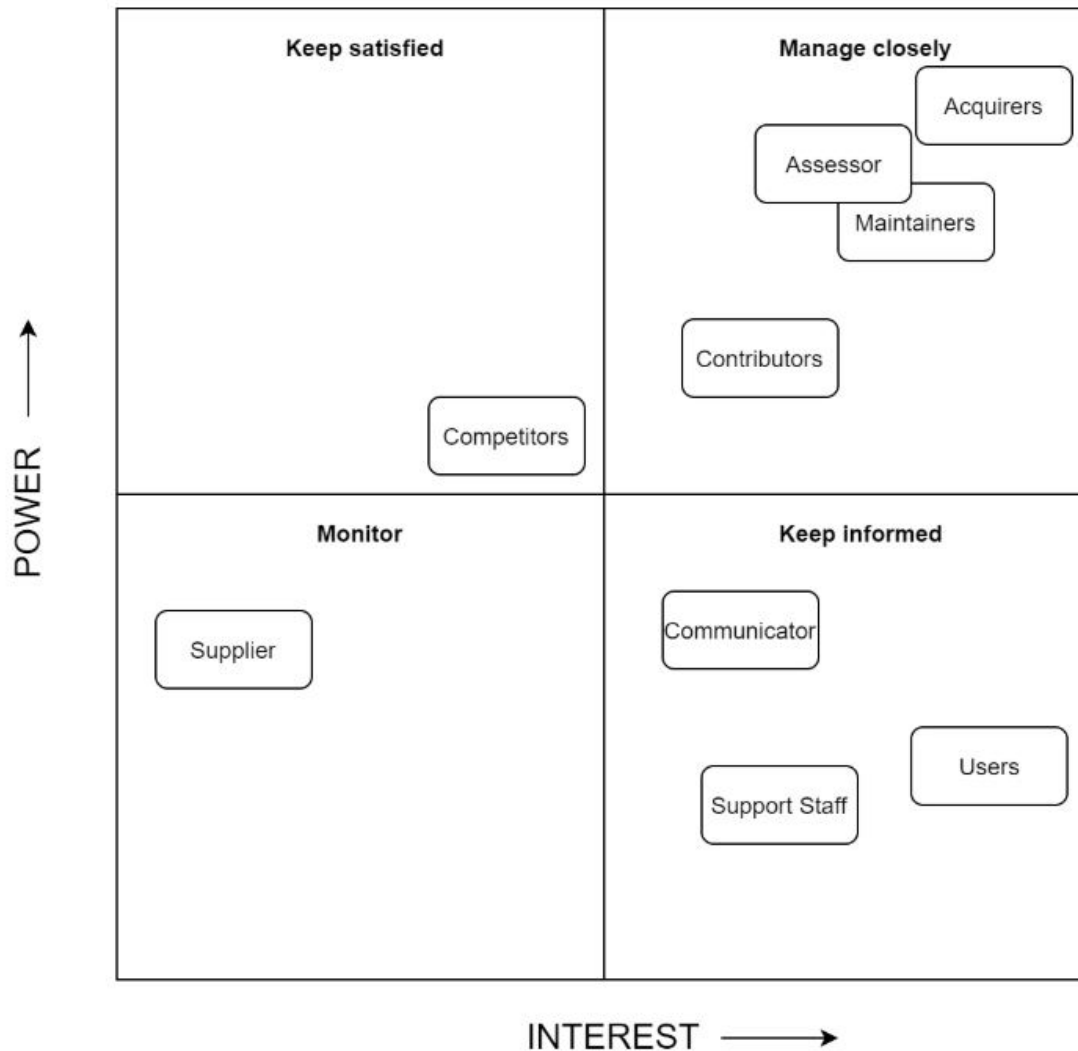 Keep satisfied
Manage closely
Acquirers
Assessor
Maintainers
Contributors
Competitors
POWER
Monitor
Keep informed
Supplier
Communicator
Users
Support Staff
INTEREST